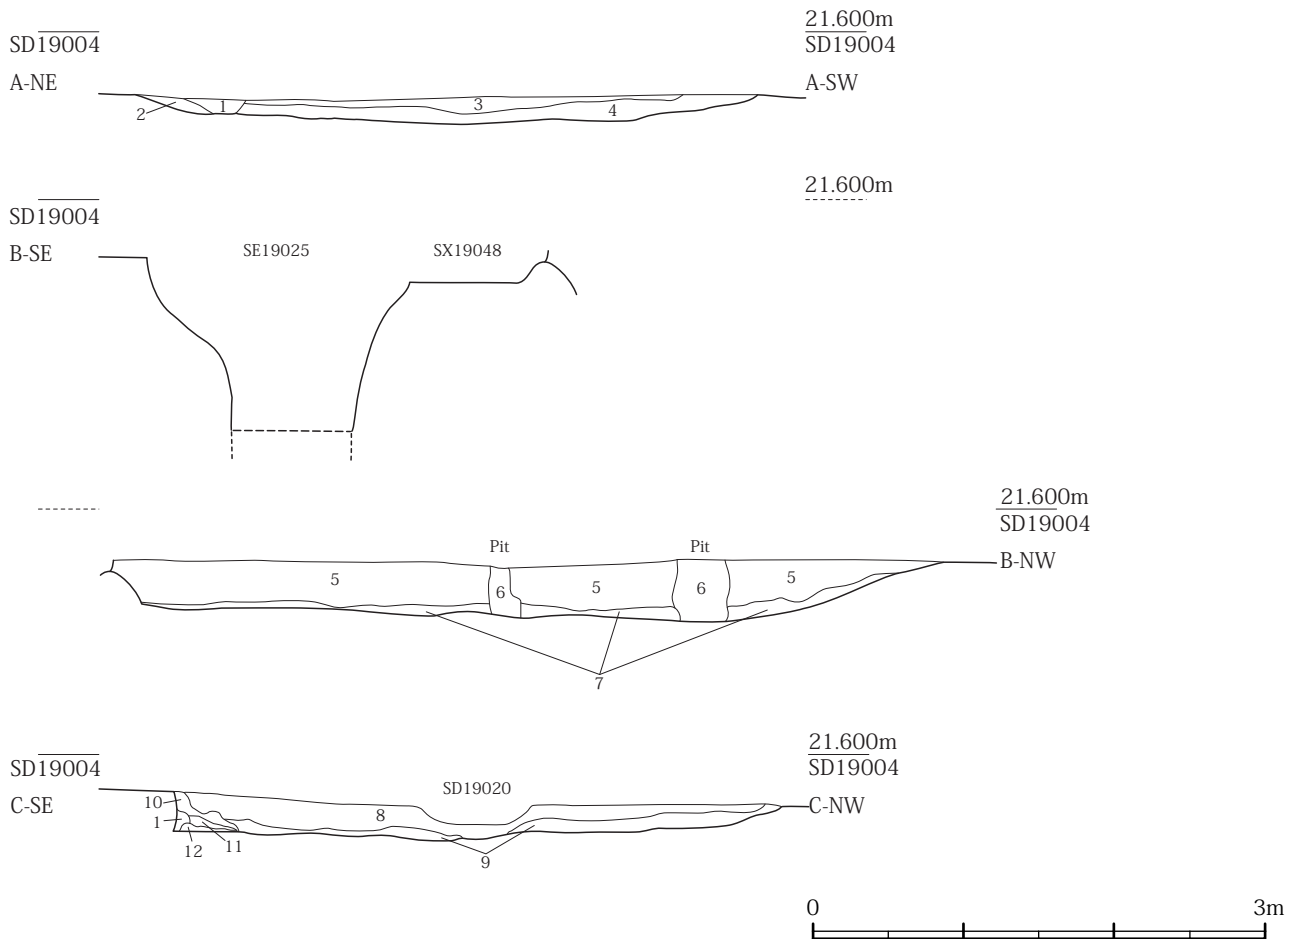 21.600m
SD19004 SD19004
A-NE A-SW
2 1 3 4
21.600m
SD19004
B-SE SE19025 SX19048
21.600m
SD19004
Pit Pit
B-NW
5 6 5 6 5
7
21.600m
SD19004 SD19004
SD19020
C-SE C-NW
10
8
1
12 11
9
0 3m